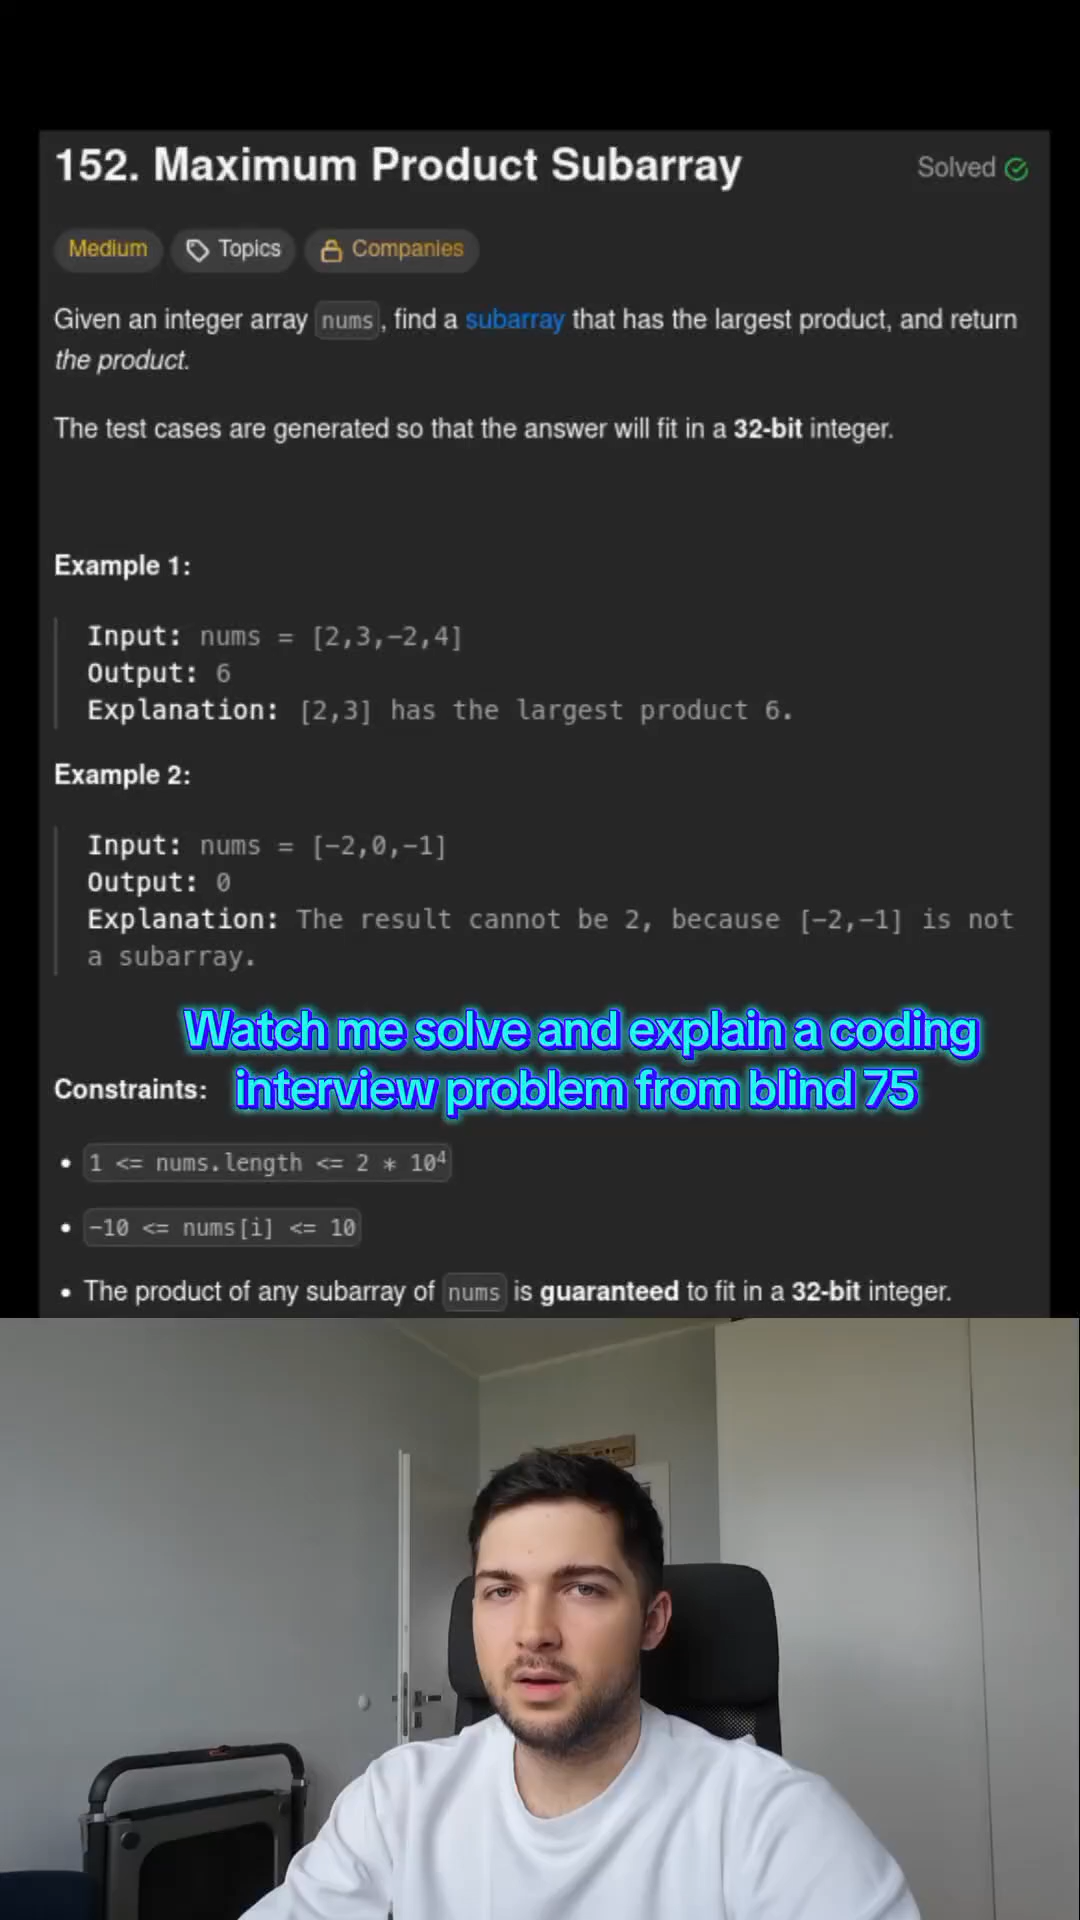 152. Maximum Product Subarray
Solved
Medium
Topics
Companies
Given an integer array nums, find a subarray that has the largest product, and return
the product.
The test cases are generated so that the answer will fit in a 32-bit integer.
Example 1:
Input: nums = [2,3,-2,4]
Output: 6
Explanation: [2,3] has the largest product 6.
Example 2:
Input: nums = [-2,0,-1]
Output: 0
Explanation: The result cannot be 2, because [-2,-1] is not
a subarray.
Watch me solve and explain a coding
interview problem from blind 75
Constraints:
• 1 <= nums.length <= 2 * 10⁴
• -10 <= nums[i] <= 10
• The product of any subarray of nums is guaranteed to fit in a 32-bit integer.